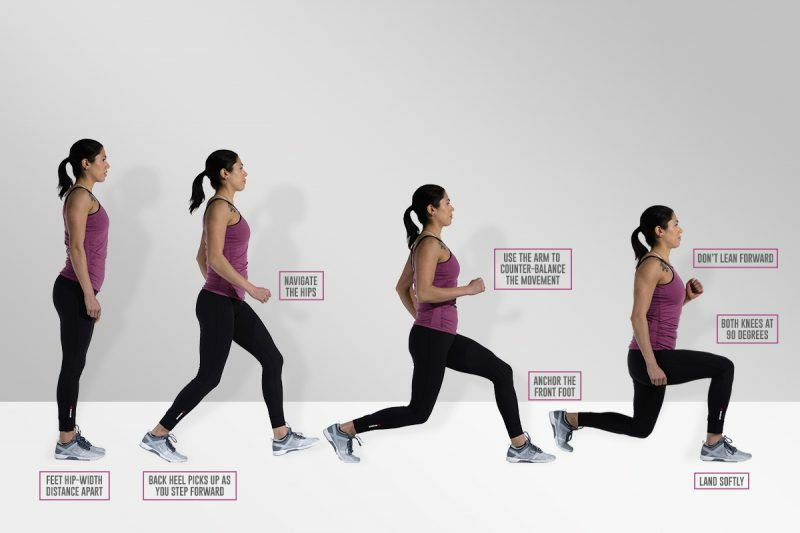 NAVIGATE
THE HIPS
USE THE ARM TO
COUNTER-BALANCE
THE MOVEMENT
DON'T LEAN FORWARD
BOTH KNEES AT
90 DEGREES
ANCHOR THE
FRONT FOOT
FEET HIP-WIDTH
DISTANCE APART
BACK HEEL PICKS UP AS
YOU STEP FORWARD
LAND SOFTLY